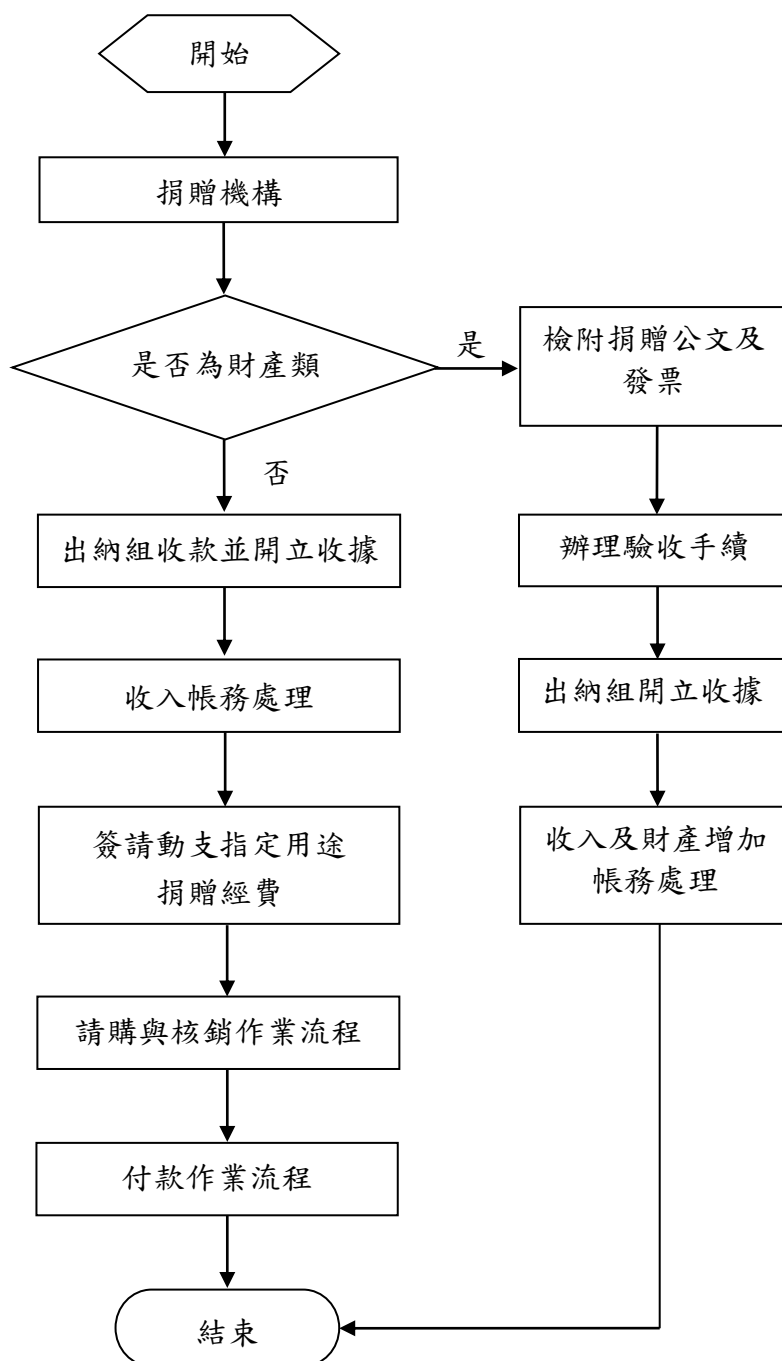 開始
捐贈機構
是否為財產類
是
檢附捐贈公文及
發票
否
出納組收款並開立收據
辦理驗收手續
收入帳務處理
出納組開立收據
簽請動支指定用途
捐贈經費
收入及財產增加
帳務處理
請購與核銷作業流程
付款作業流程
結束